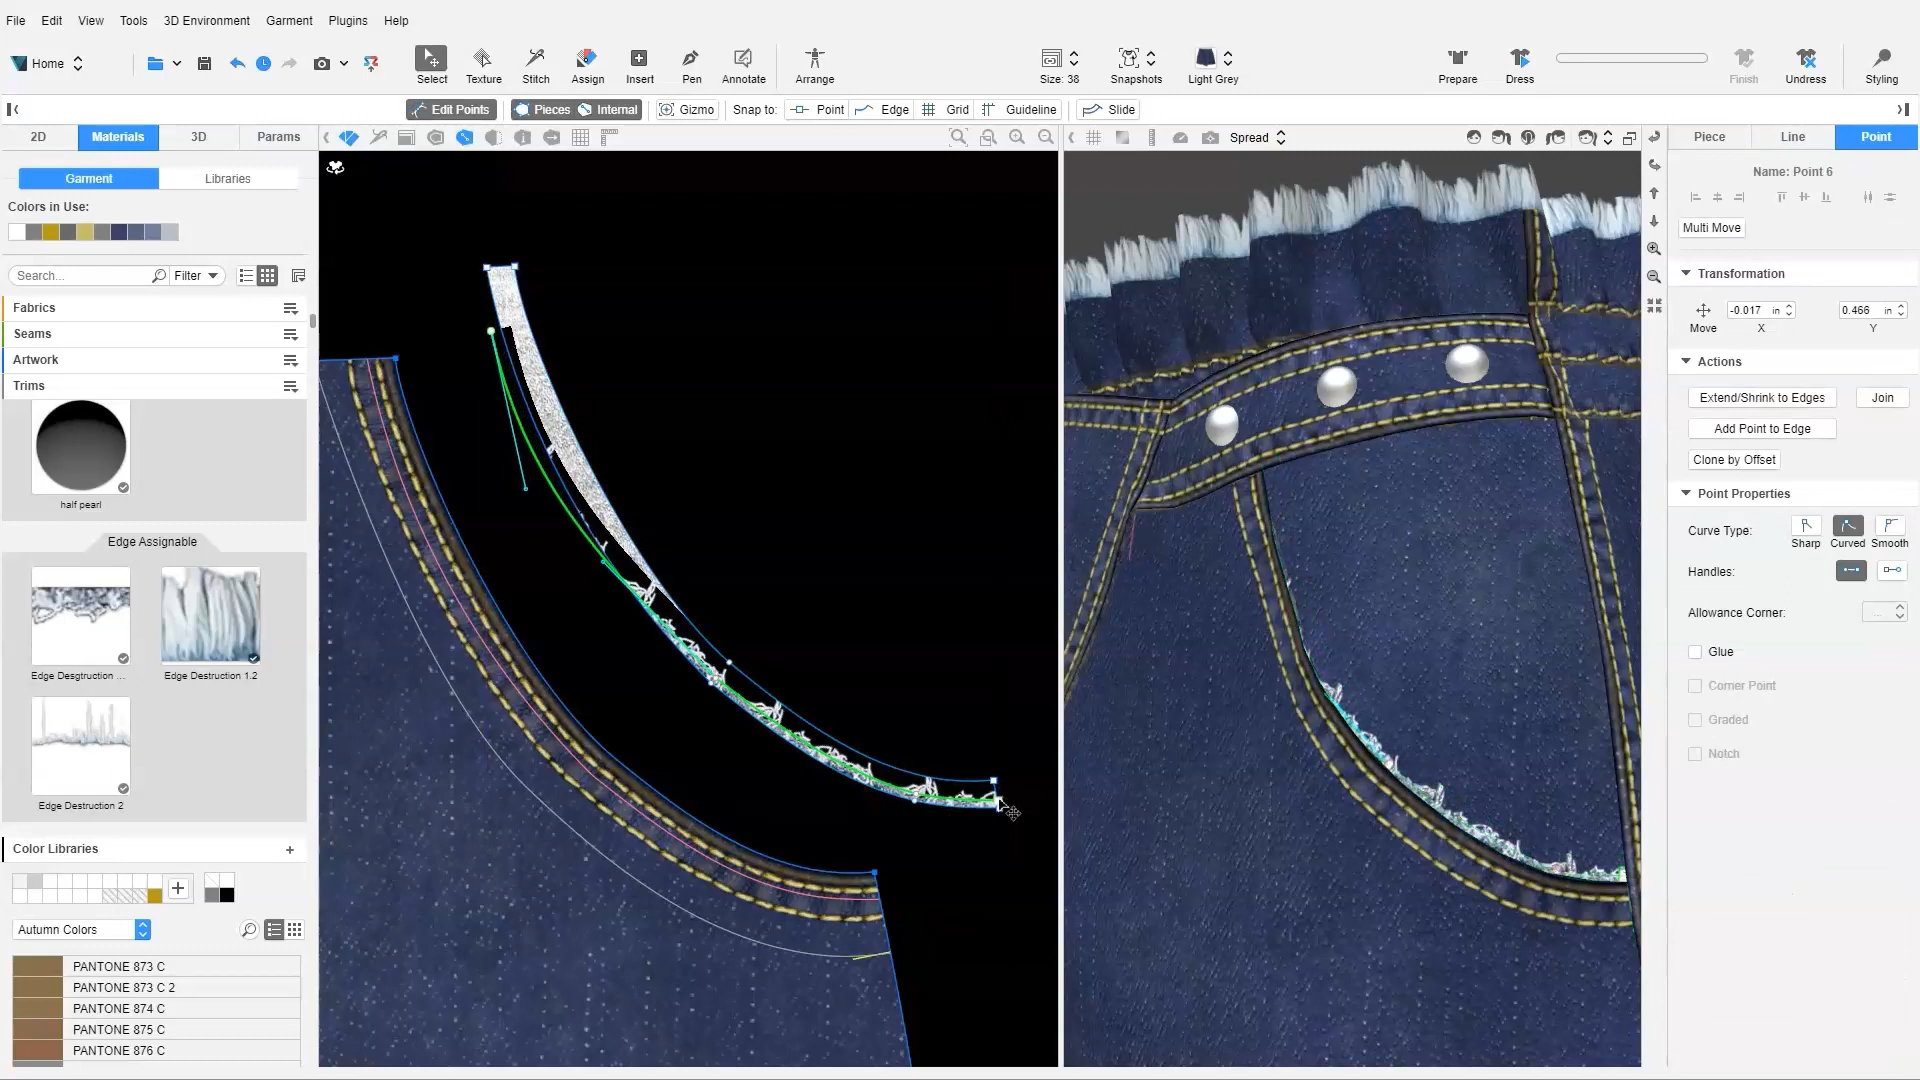 File Edit View Tools 3D Environment Garment Plugins Help
Home Select Texture Stitch Assign Insert Pen Annotate Arrange Size: 38 Snapshots Light Grey Prepare Dress Finish Undress Styling
Edit Points Pieces Internal Gizmo Snap to: Point Edge Grid Guideline Slide
2D Materials 3D Params Spread Piece Line Point
Garment Libraries
Name: Point 6
Colors in Use:
Multi Move
Search... Filter
Transformation
Fabrics
-0.017 in 0.466 in
Move X Y
Seams
Artwork
Actions
Trims
Extend/Shrink to Edges Join
Add Point to Edge
Clone by Offset
half pearl
Point Properties
Curve Type: Sharp Curved Smooth
Edge Assignable
Handles:
Allowance Corner: ...
Glue
Edge Desgtruction ... Edge Destruction 1.2
Corner Point
Graded
Notch
Edge Destruction 2
Color Libraries +
Autumn Colors
PANTONE 873 C
PANTONE 873 C 2
PANTONE 874 C
PANTONE 875 C
PANTONE 876 C